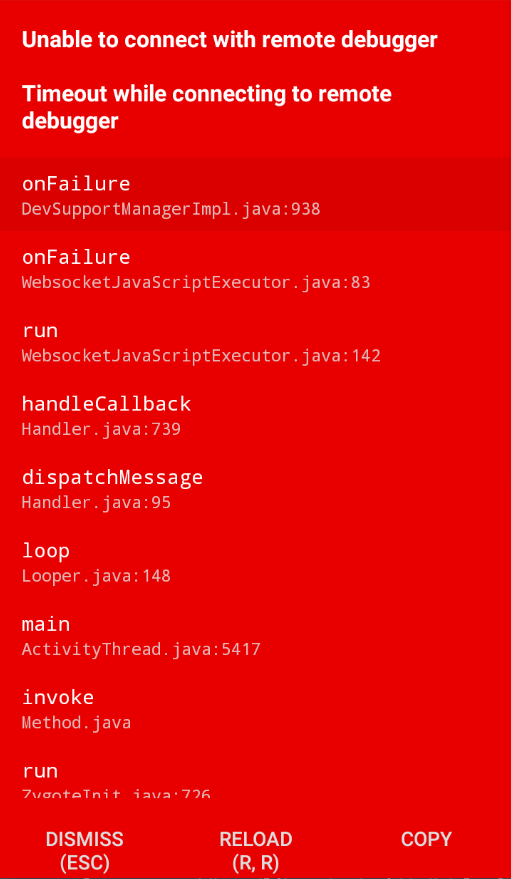 Unable to connect with remote debugger
Timeout while connecting to remote
debugger
onFailure
DevSupportManagerImpl.java:938
onFailure
WebsocketJavaScriptExecutor.java:83
run
WebsocketJavaScriptExecutor.java:142
handleCallback
Handler.java:739
dispatchMessage
Handler.java:95
loop
Looper.java:148
main
ActivityThread.java:5417
invoke
Method.java
run
ZygoteInit.java:726
DISMISS RELOAD COPY
(ESC) (R, R)